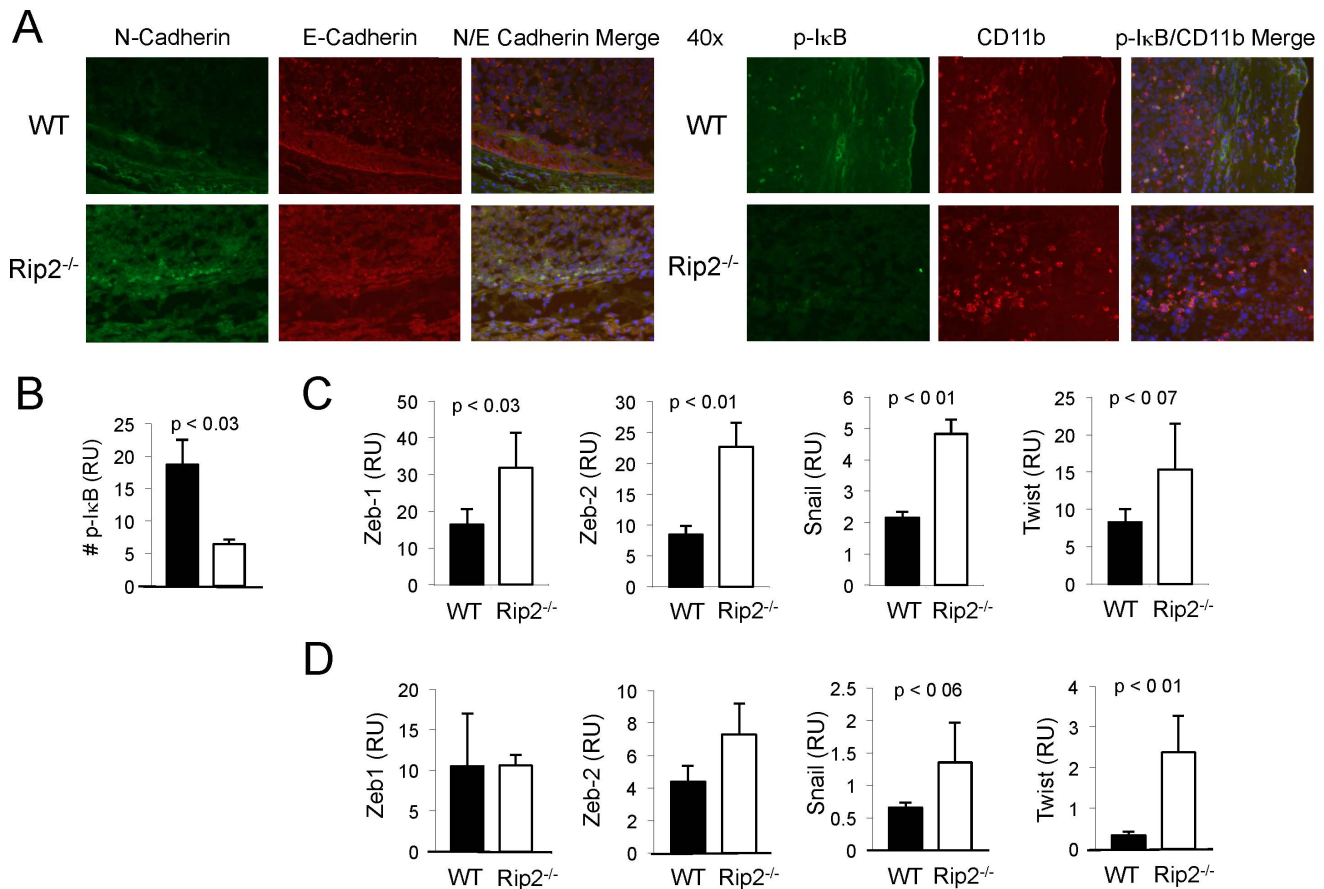 A
N-Cadherin E-Cadherin N/E Cadherin Merge 40x p-IκB CD11b p-IκB/CD11b Merge
WT WT
Rip2-/- Rip2-/-
B
# p-IκB (RU)
25
20
15
10
5
0
p < 0.03
C
Zeb-1 (RU)
50
40
30
20
10
0
p < 0.03
WT Rip2-/-
Zeb-2 (RU)
30
25
20
15
10
5
0
p < 0.01
WT Rip2-/-
Snail (RU)
6
5
4
3
2
1
0
p < 0 01
WT Rip2-/-
Twist (RU)
25
20
15
10
5
0
p < 0 07
WT Rip2-/-
D
Zeb1 (RU)
20
15
10
5
0
WT Rip2-/-
Zeb-2 (RU)
10
8
6
4
2
0
WT Rip2-/-
Snail (RU)
2.5
2
1.5
1
0.5
0
p < 0 06
WT Rip2-/-
Twist (RU)
4
3
2
1
0
p < 0 01
WT Rip2-/-